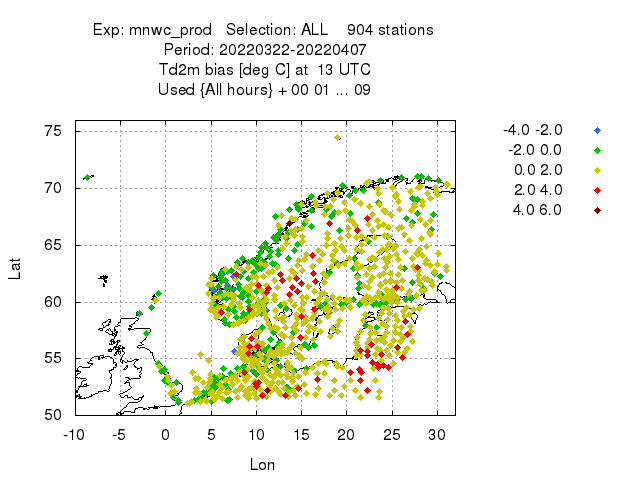 Exp: mnwc_prod   Selection: ALL    904 stations
Period: 20220322-20220407
Td2m bias [deg C] at  13 UTC
Used {All hours} + 00 01 ... 09
-4.0 -2.0
-2.0 0.0
0.0 2.0
2.0 4.0
4.0 6.0
75
70
65
60
55
50
Lat
-10 -5 0 5 10 15 20 25 30
Lon